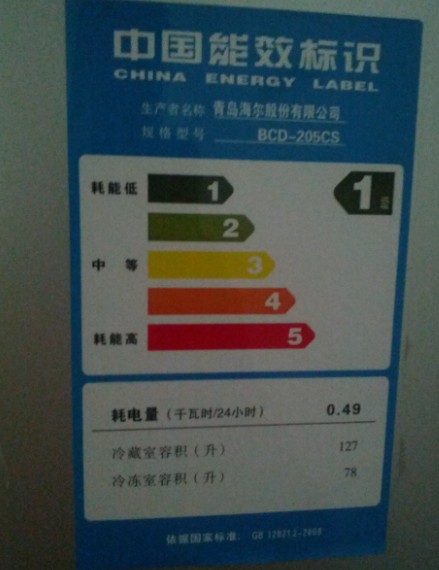 中国能效标识
CHINA ENERGY LABEL
生产者名称 青岛海尔股份有限公司
规格型号 BCD-205CS
耗能低 1 1级
2
中等 3
4
耗能高 5
耗电量（千瓦时/24小时） 0.49
冷藏室容积（升） 127
冷冻室容积（升） 78
依据国家标准: GB